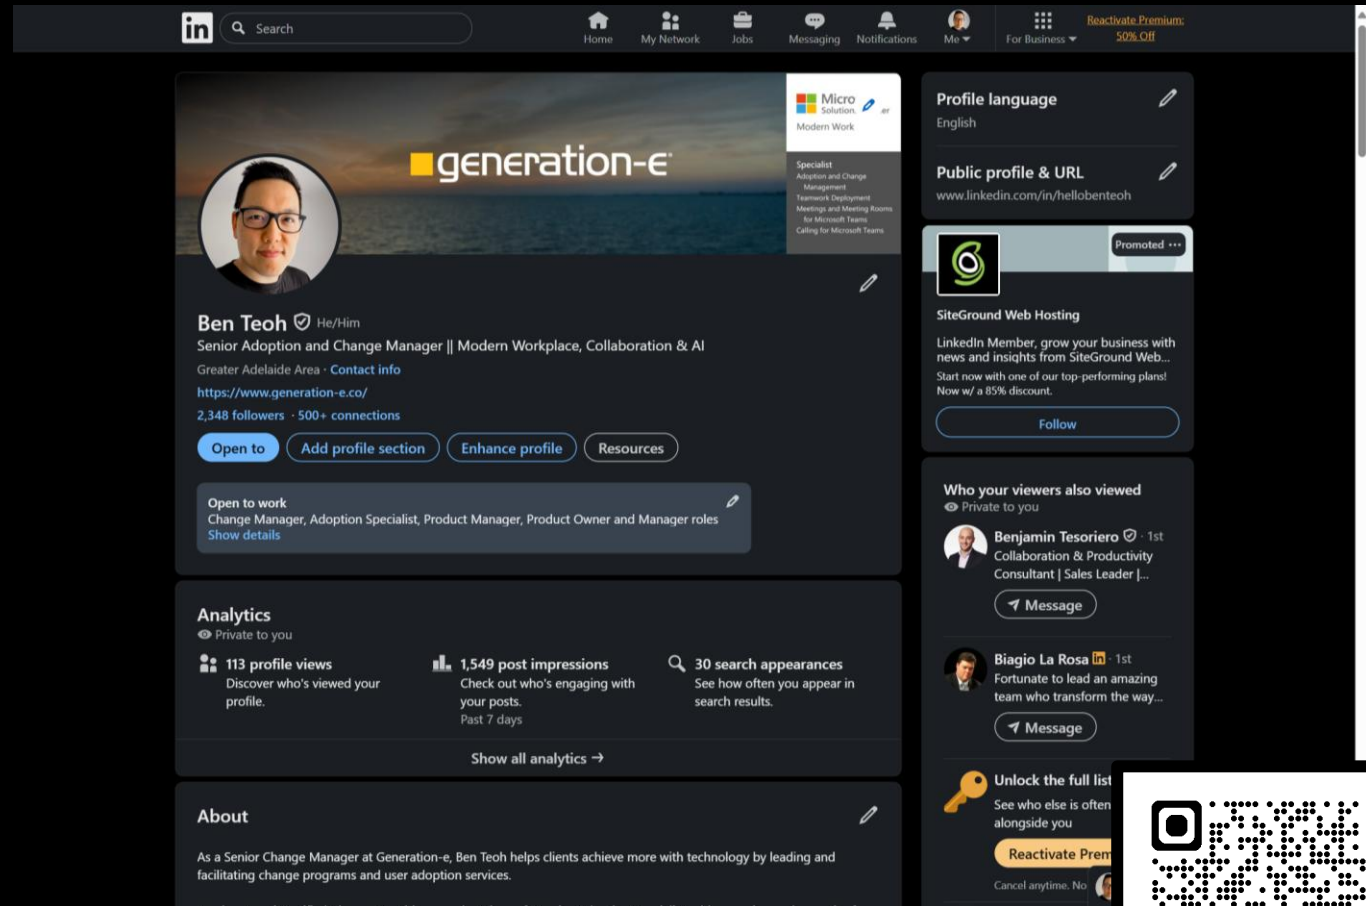 in
Search
Home
My Network
Jobs
Messaging
Notifications
Me
For Business
Reactivate Premium:
50% Off
generation-e
Micro
Solution
er
Modern Work
Specialist
Adoption and Change
Management
Teamwork Deployment
Meetings and Meeting Rooms
for Microsoft Teams
Calling for Microsoft Teams
Ben Teoh He/Him
Senior Adoption and Change Manager || Modern Workplace, Collaboration & AI
Greater Adelaide Area · Contact info
https://www.generation-e.co/
2,348 followers · 500+ connections
Open to
Add profile section
Enhance profile
Resources
Open to work
Change Manager, Adoption Specialist, Product Manager, Product Owner and Manager roles
Show details
Analytics
Private to you
113 profile views
Discover who's viewed your
profile.
1,549 post impressions
Check out who's engaging with
your posts.
Past 7 days
30 search appearances
See how often you appear in
search results.
Show all analytics →
About
As a Senior Change Manager at Generation-e, Ben Teoh helps clients achieve more with technology by leading and
facilitating change programs and user adoption services.
Profile language
English
Public profile & URL
www.linkedin.com/in/hellobenteoh
Promoted ···
SiteGround Web Hosting
LinkedIn Member, grow your business with
news and insights from SiteGround Web...
Start now with one of our top-performing plans!
Now w/ a 85% discount.
Follow
Who your viewers also viewed
Private to you
Benjamin Tesoriero · 1st
Collaboration & Productivity
Consultant | Sales Leader |...
Message
Biagio La Rosa in · 1st
Fortunate to lead an amazing
team who transform the way...
Message
Unlock the full list
See who else is often
alongside you
Reactivate Prem
Cancel anytime. No